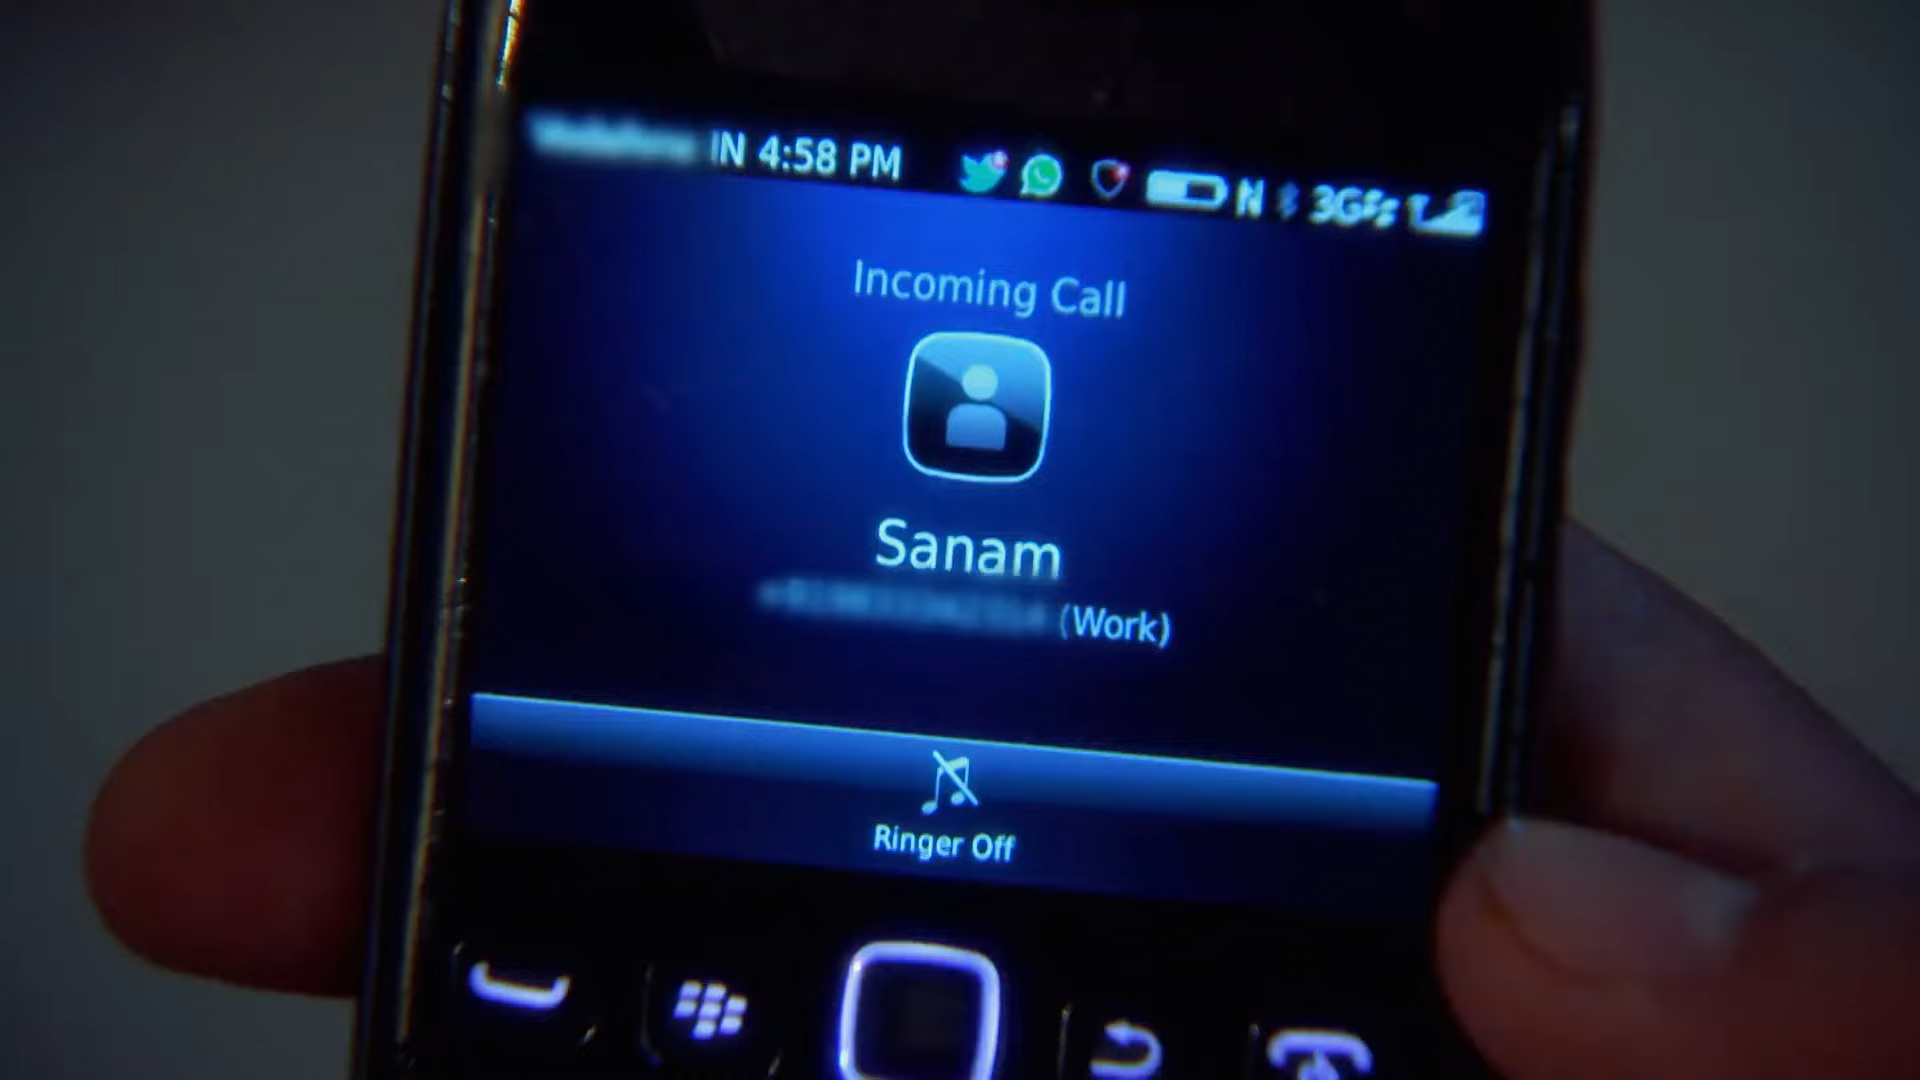 IN 4:58 PM N 3G
Incoming Call
Sanam
(Work)
Ringer Off